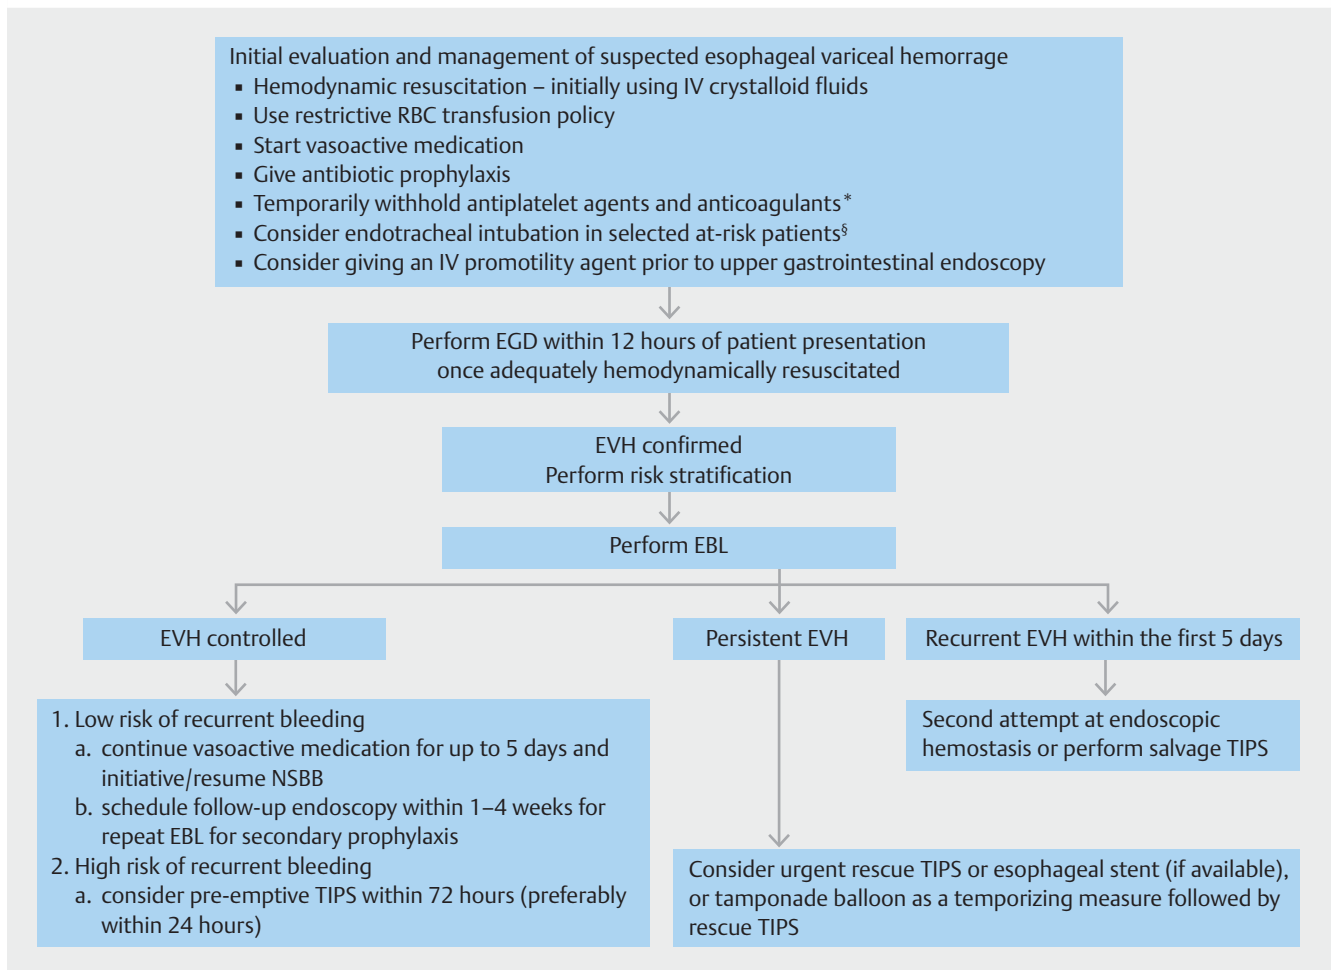 Initial evaluation and management of suspected esophageal variceal hemorrhage
▪ Hemodynamic resuscitation – initially using IV crystalloid fluids
▪ Use restrictive RBC transfusion policy
▪ Start vasoactive medication
▪ Give antibiotic prophylaxis
▪ Temporarily withhold antiplatelet agents and anticoagulants*
▪ Consider endotracheal intubation in selected at-risk patients§
▪ Consider giving an IV promotility agent prior to upper gastrointestinal endoscopy
Perform EGD within 12 hours of patient presentation
once adequately hemodynamically resuscitated
EVH confirmed
Perform risk stratification
Perform EBL
EVH controlled
Persistent EVH
Recurrent EVH within the first 5 days
1. Low risk of recurrent bleeding
a. continue vasoactive medication for up to 5 days and
initiative/resume NSBB
b. schedule follow-up endoscopy within 1–4 weeks for
repeat EBL for secondary prophylaxis
2. High risk of recurrent bleeding
a. consider pre-emptive TIPS within 72 hours (preferably
within 24 hours)
Second attempt at endoscopic
hemostasis or perform salvage TIPS
Consider urgent rescue TIPS or esophageal stent (if available),
or tamponade balloon as a temporizing measure followed by
rescue TIPS